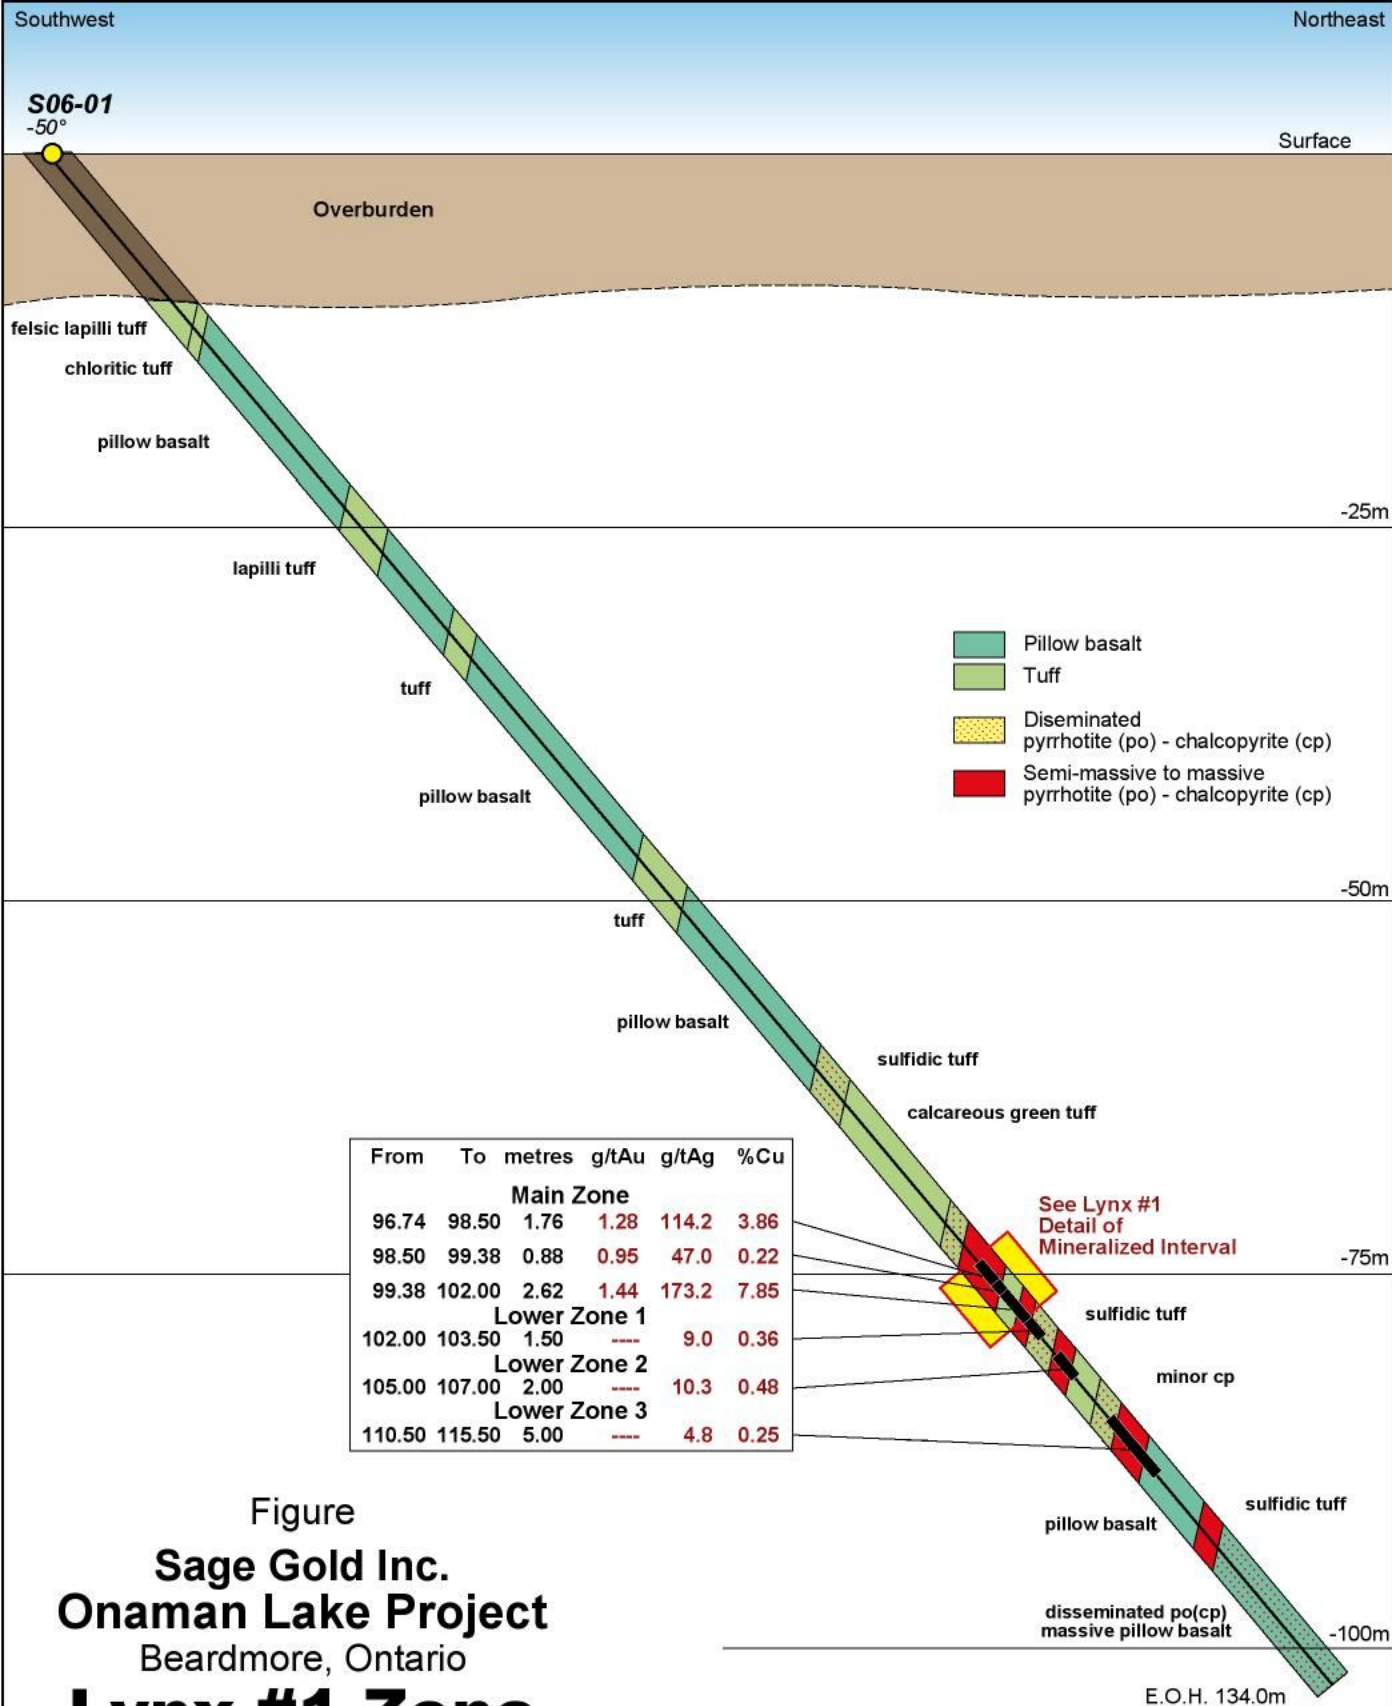 Southwest
Northeast
S06-01
-50°
Surface
Overburden
felsic lapilli tuff
chloritic tuff
pillow basalt
-25m
lapilli tuff
Pillow basalt
Tuff
Diseminated
pyrrhotite (po) - chalcopyrite (cp)
Semi-massive to massive
pyrrhotite (po) - chalcopyrite (cp)
tuff
pillow basalt
-50m
tuff
pillow basalt
sulfidic tuff
calcareous green tuff
From To metres g/tAu g/tAg %Cu
Main Zone
96.74 98.50 1.76 1.28 114.2 3.86
98.50 99.38 0.88 0.95 47.0 0.22
99.38 102.00 2.62 1.44 173.2 7.85
Lower Zone 1
102.00 103.50 1.50 ---- 9.0 0.36
Lower Zone 2
105.00 107.00 2.00 ---- 10.3 0.48
Lower Zone 3
110.50 115.50 5.00 ---- 4.8 0.25
See Lynx #1
Detail of
Mineralized Interval
-75m
sulfidic tuff
minor cp
sulfidic tuff
pillow basalt
disseminated po(cp)
massive pillow basalt
-100m
E.O.H. 134.0m
Figure
Sage Gold Inc.
Onaman Lake Project
Beardmore, Ontario
Lynx #1 Zone